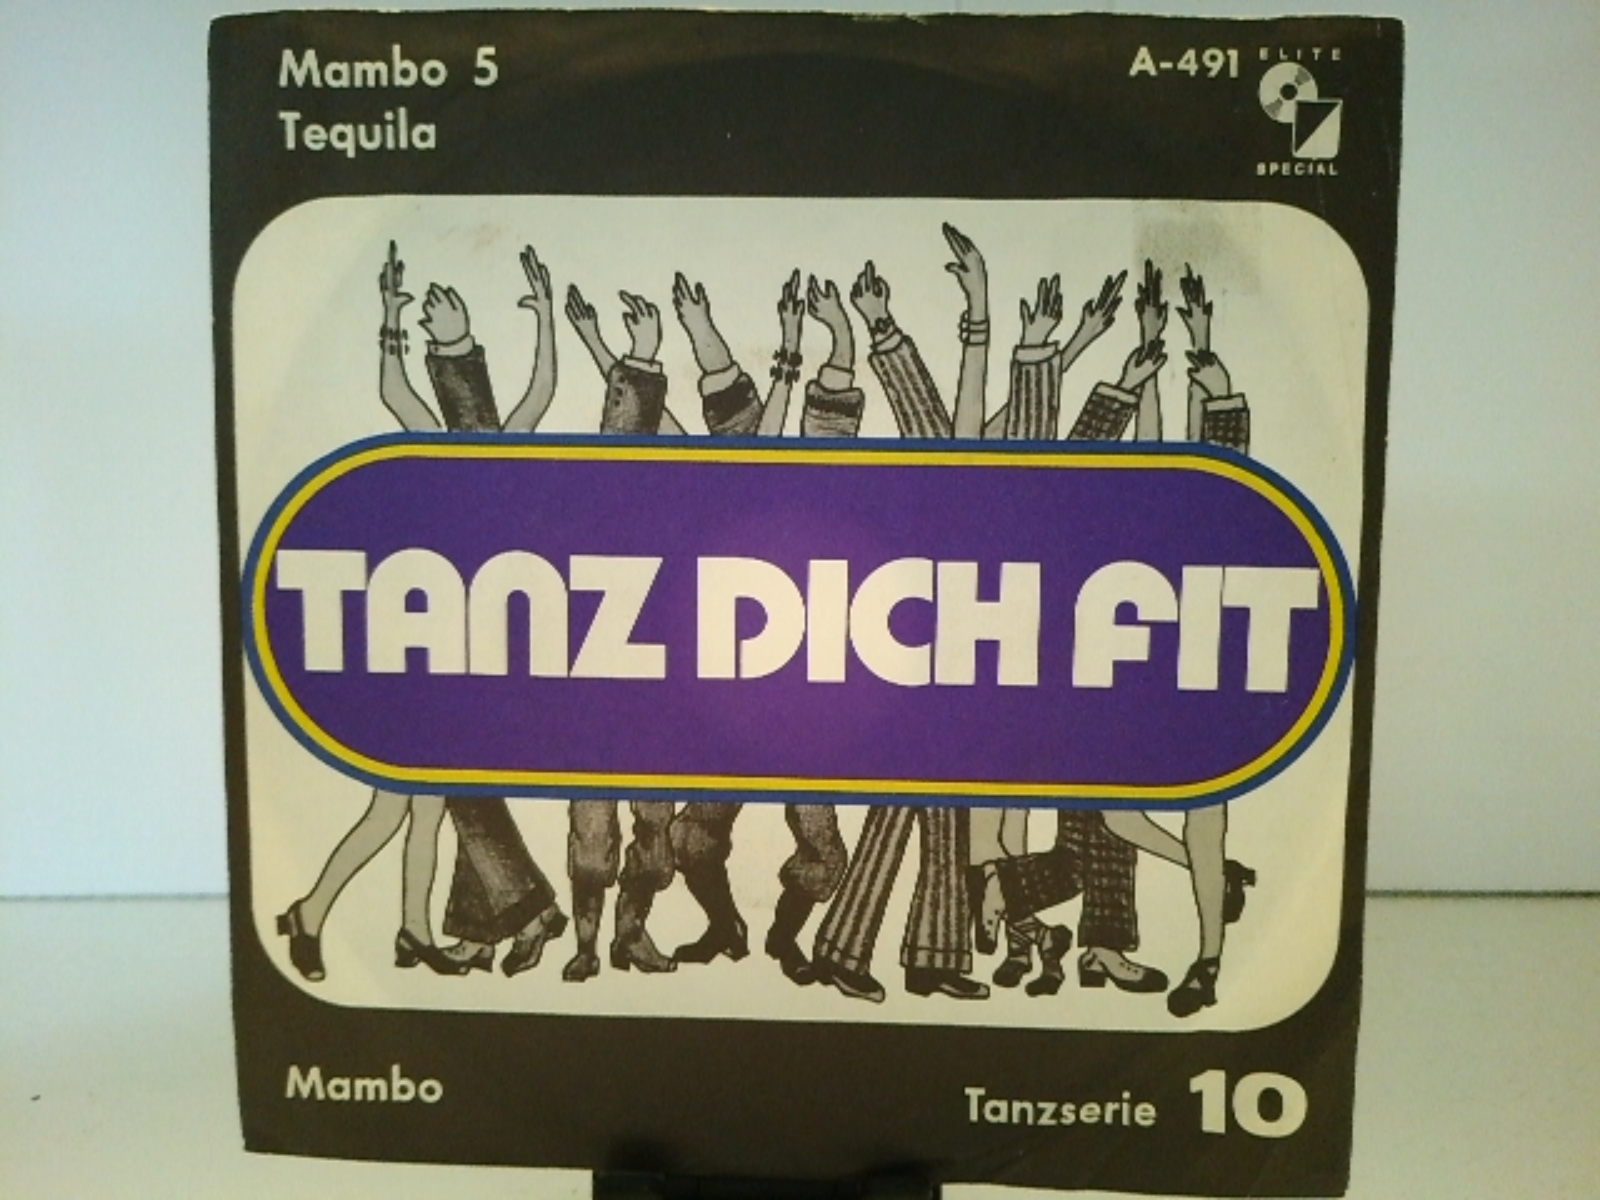 Mambo 5
Tequila
A-491
ELITE
SPECIAL
TANZ DICH FIT
Mambo
Tanzserie 10